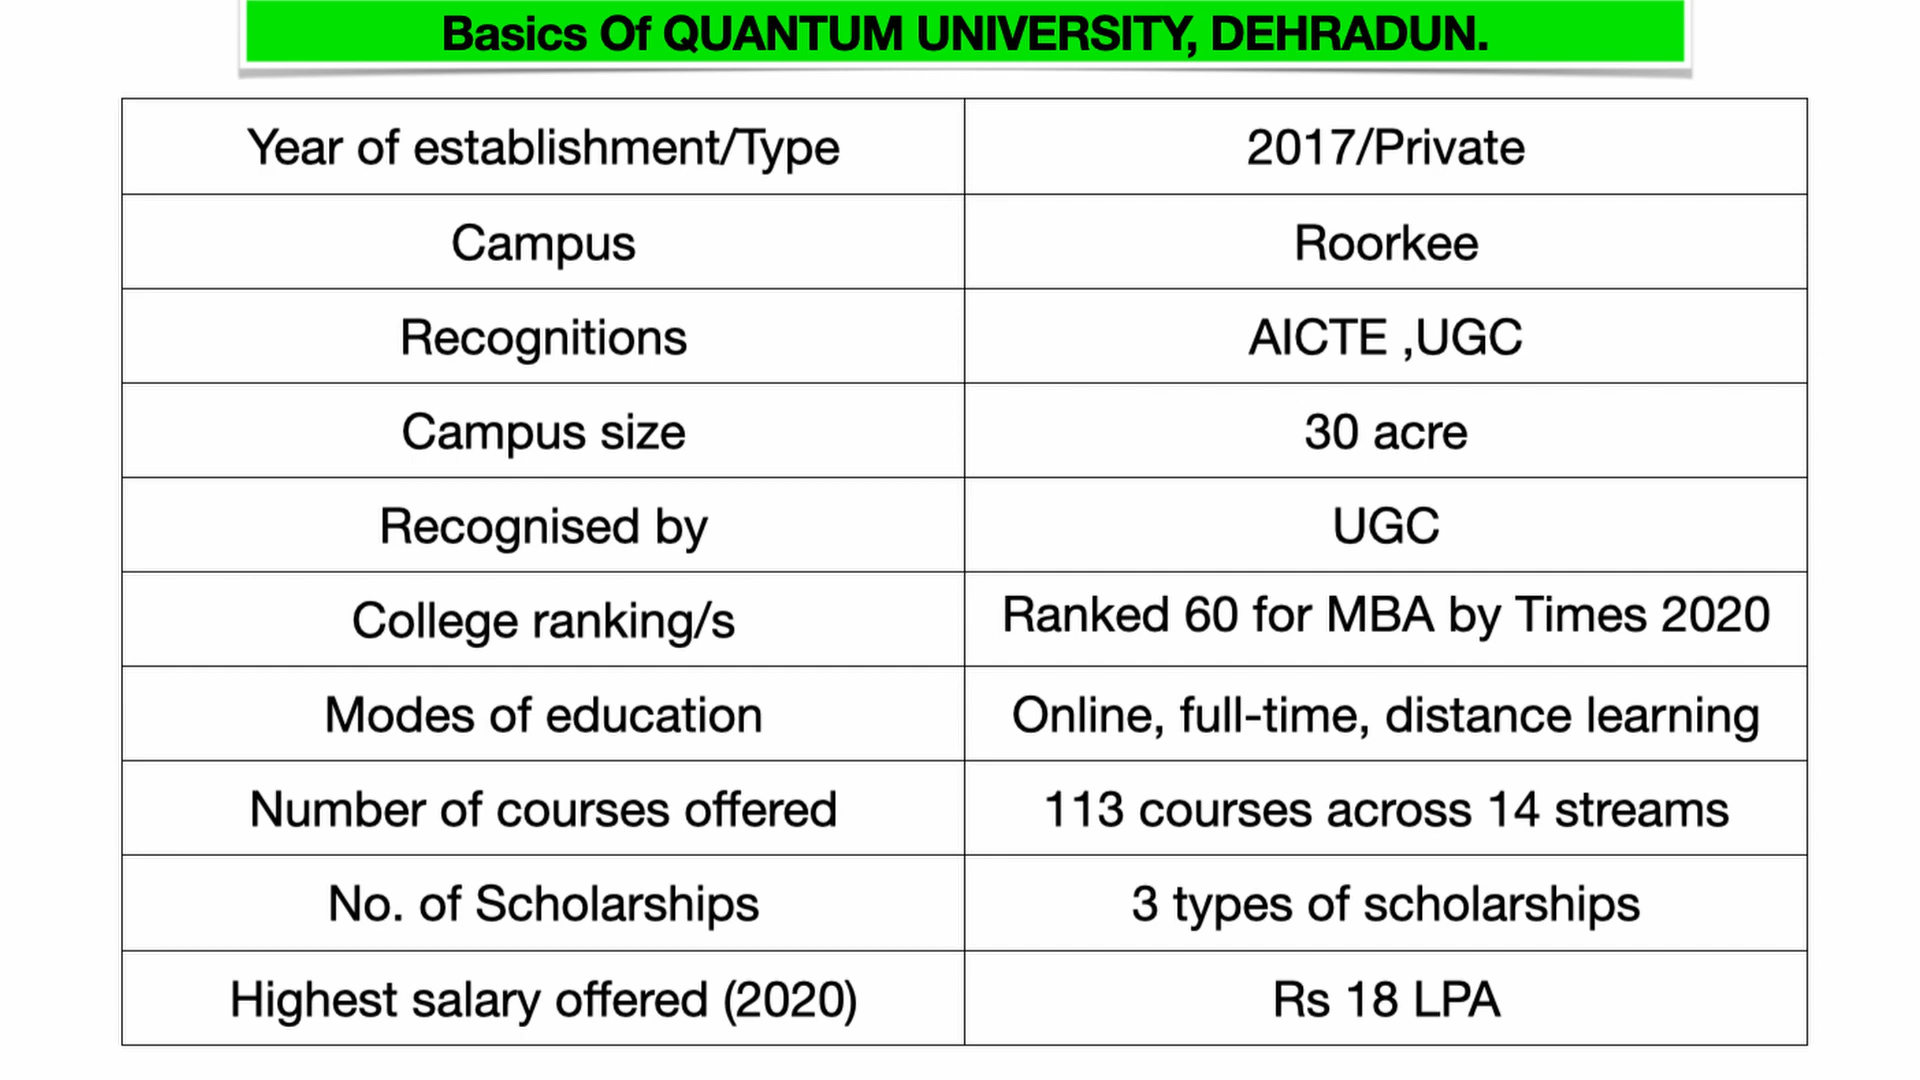 Basics Of QUANTUM UNIVERSITY, DEHRADUN.
Year of establishment/Type 2017/Private
Campus Roorkee
Recognitions AICTE ,UGC
Campus size 30 acre
Recognised by UGC
College ranking/s Ranked 60 for MBA by Times 2020
Modes of education Online, full-time, distance learning
Number of courses offered 113 courses across 14 streams
No. of Scholarships 3 types of scholarships
Highest salary offered (2020) Rs 18 LPA